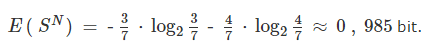 E ( S^N ) = - 3/7 · log₂ 3/7 - 4/7 · log₂ 4/7 ≈ 0 , 985 bit.